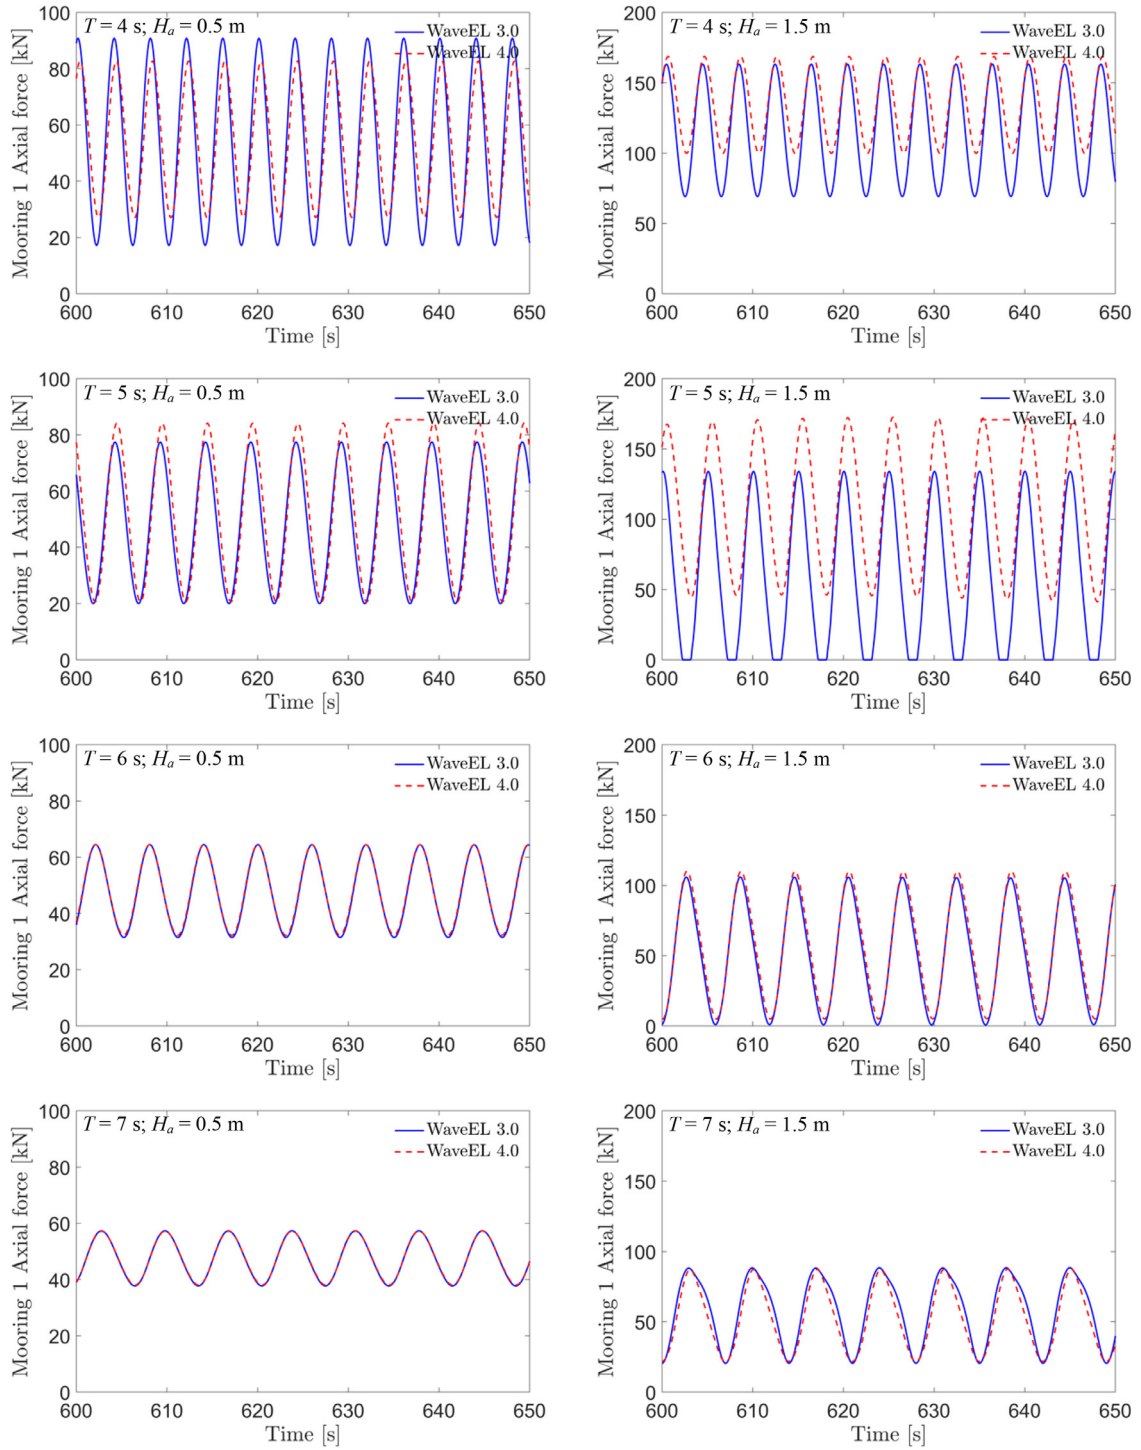 T = 4 s; Hₐ = 0.5 m
WaveEL 3.0
WaveEL 4.0
Mooring 1 Axial force [kN]
100
80
60
40
20
0
600 610 620 630 640 650
Time [s]
T = 4 s; Hₐ = 1.5 m
WaveEL 3.0
WaveEL 4.0
Mooring 1 Axial force [kN]
200
150
100
50
0
600 610 620 630 640 650
Time [s]
T = 5 s; Hₐ = 0.5 m
WaveEL 3.0
WaveEL 4.0
Mooring 1 Axial force [kN]
100
80
60
40
20
0
600 610 620 630 640 650
Time [s]
T = 5 s; Hₐ = 1.5 m
WaveEL 3.0
WaveEL 4.0
Mooring 1 Axial force [kN]
200
150
100
50
0
600 610 620 630 640 650
Time [s]
T = 6 s; Hₐ = 0.5 m
WaveEL 3.0
WaveEL 4.0
Mooring 1 Axial force [kN]
100
80
60
40
20
0
600 610 620 630 640 650
Time [s]
T = 6 s; Hₐ = 1.5 m
WaveEL 3.0
WaveEL 4.0
Mooring 1 Axial force [kN]
200
150
100
50
0
600 610 620 630 640 650
Time [s]
T = 7 s; Hₐ = 0.5 m
WaveEL 3.0
WaveEL 4.0
Mooring 1 Axial force [kN]
100
80
60
40
20
0
600 610 620 630 640 650
Time [s]
T = 7 s; Hₐ = 1.5 m
WaveEL 3.0
WaveEL 4.0
Mooring 1 Axial force [kN]
200
150
100
50
0
600 610 620 630 640 650
Time [s]